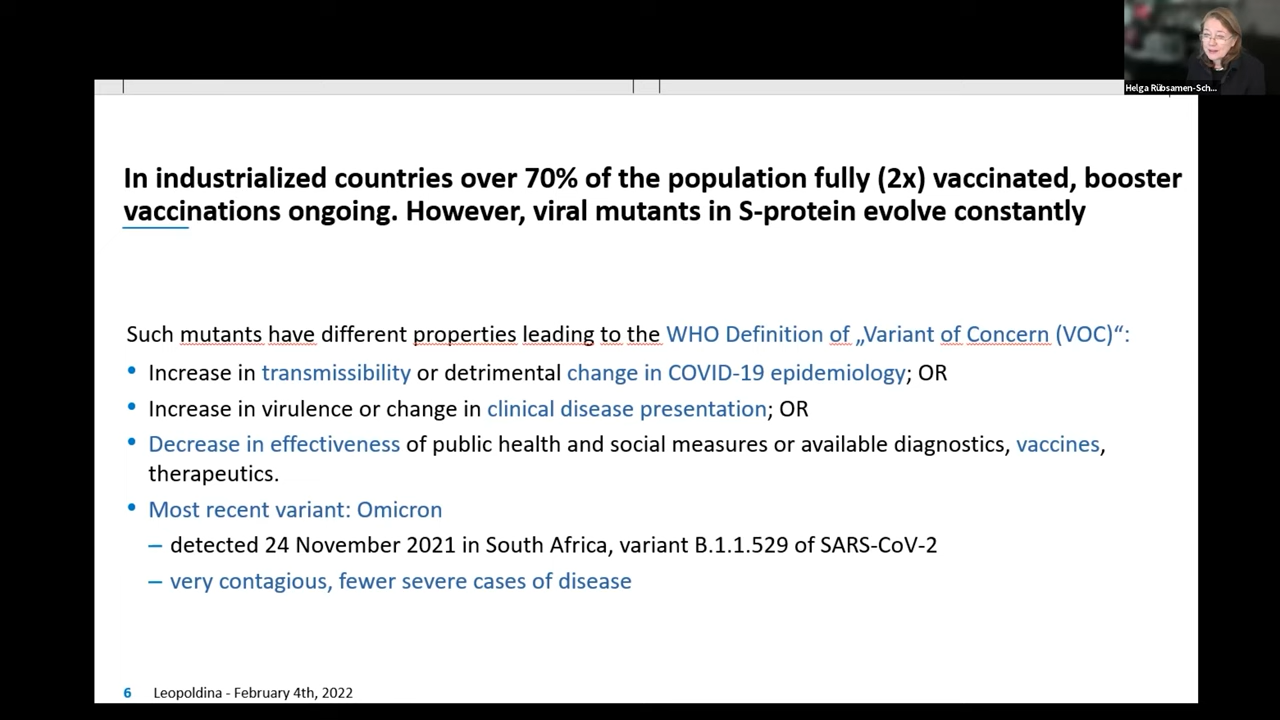 Helga Rübsamen-Sch...
In industrialized countries over 70% of the population fully (2x) vaccinated, booster
vaccinations ongoing. However, viral mutants in S-protein evolve constantly
Such mutants have different properties leading to the WHO Definition of „Variant of Concern (VOC)“:
• Increase in transmissibility or detrimental change in COVID-19 epidemiology; OR
• Increase in virulence or change in clinical disease presentation; OR
• Decrease in effectiveness of public health and social measures or available diagnostics, vaccines,
therapeutics.
• Most recent variant: Omicron
– detected 24 November 2021 in South Africa, variant B.1.1.529 of SARS-CoV-2
– very contagious, fewer severe cases of disease
6 Leopoldina - February 4th, 2022